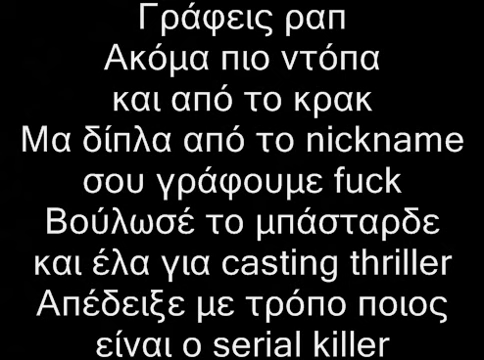 Γράφεις ραπ
Ακόμα πιο ντόπα
και από το κρακ
Μα δίπλα από το nickname
σου γράφουμε fuck
Βούλωσέ το μπάσταρδε
και έλα για casting thriller
Απέδειξε με τρόπο ποιος
είναι ο serial killer